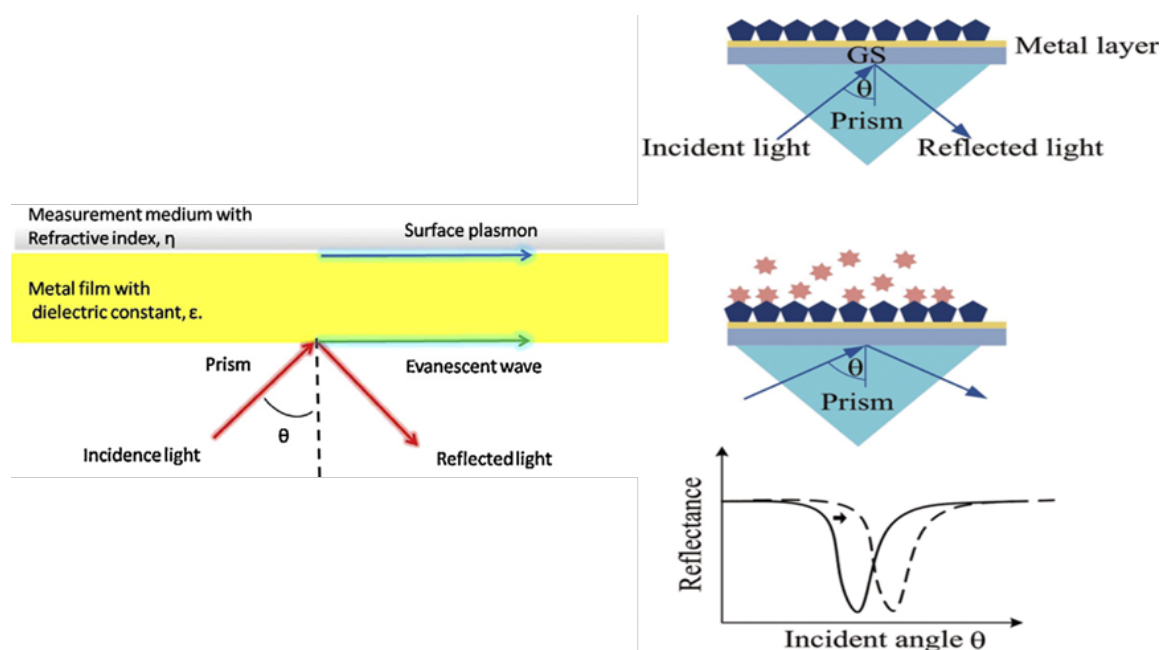 Measurement medium with
Refractive index, η
Surface plasmon
Metal film with
dielectric constant, ε.
Prism
Evanescent wave
θ
Incidence light
Reflected light
Metal layer
GS
θ
Prism
Incident light
Reflected light
θ
Prism
Reflectance
Incident angle θ